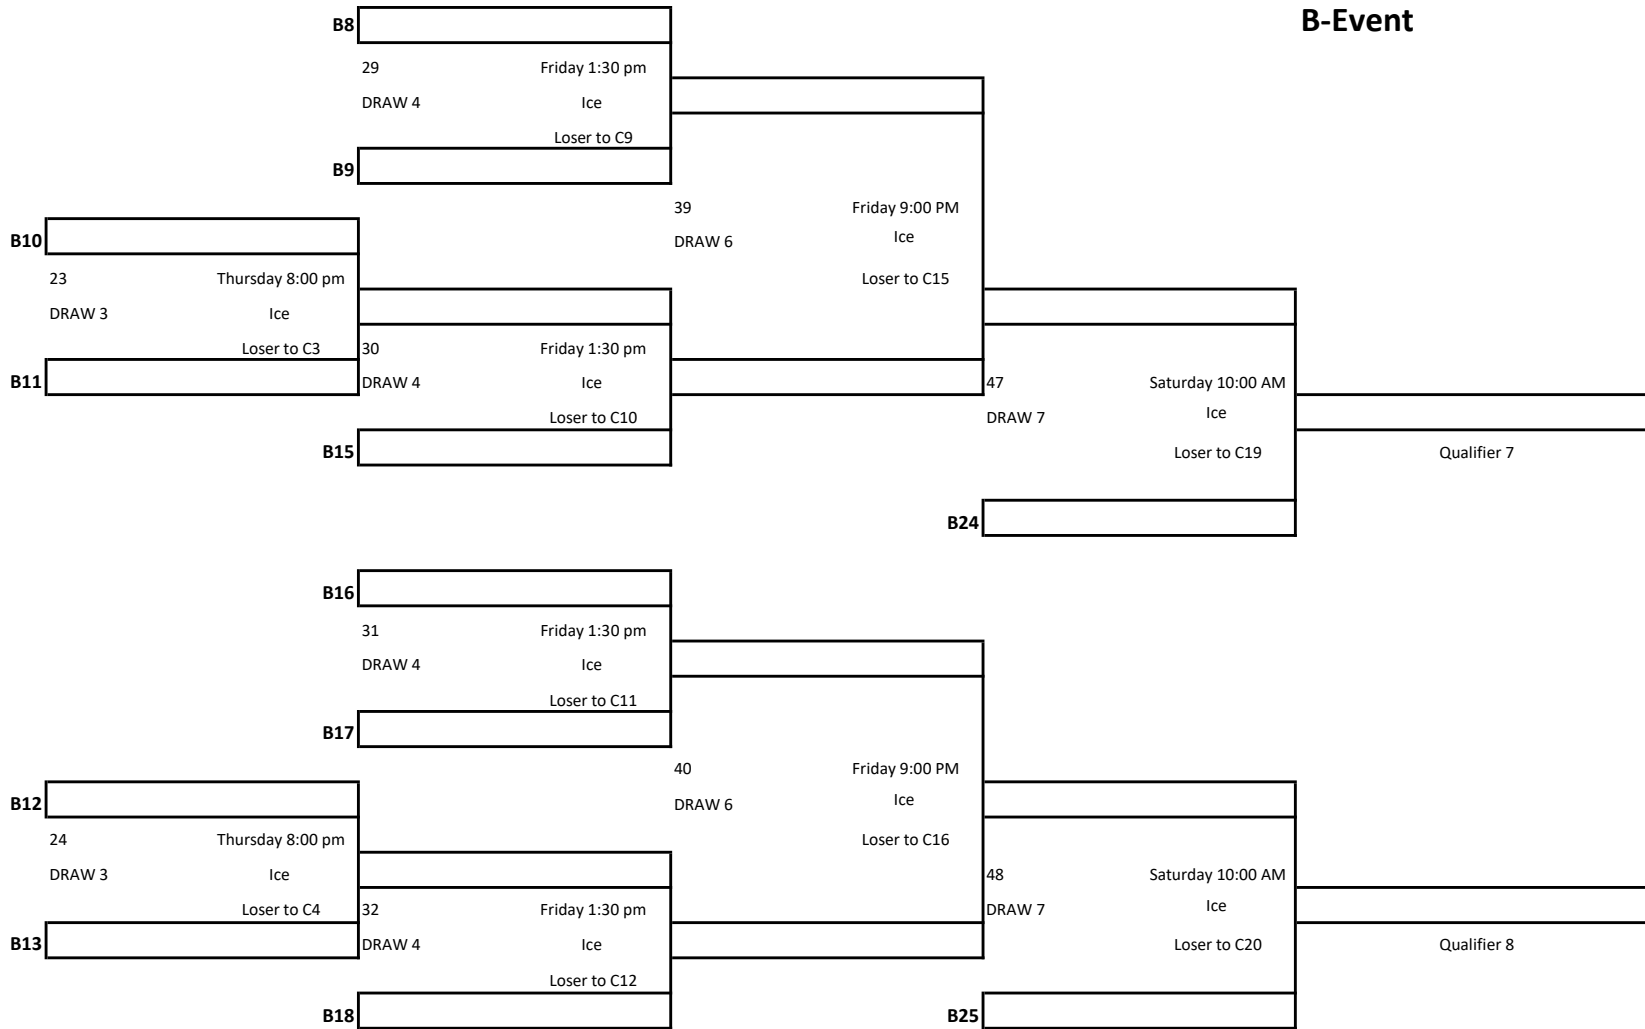 B-Event
B8
29 Friday 1:30 pm
DRAW 4 Ice
Loser to C9
B9
39 Friday 9:00 PM
DRAW 6 Ice
Loser to C15
B10
23 Thursday 8:00 pm
DRAW 3 Ice
Loser to C3
B11
30 Friday 1:30 pm
DRAW 4 Ice
Loser to C10
B15
47 Saturday 10:00 AM
DRAW 7 Ice
Loser to C19
Qualifier 7
B24
B16
31 Friday 1:30 pm
DRAW 4 Ice
Loser to C11
B17
40 Friday 9:00 PM
DRAW 6 Ice
Loser to C16
B12
24 Thursday 8:00 pm
DRAW 3 Ice
Loser to C4
B13
32 Friday 1:30 pm
DRAW 4 Ice
Loser to C12
B18
48 Saturday 10:00 AM
DRAW 7 Ice
Loser to C20
Qualifier 8
B25